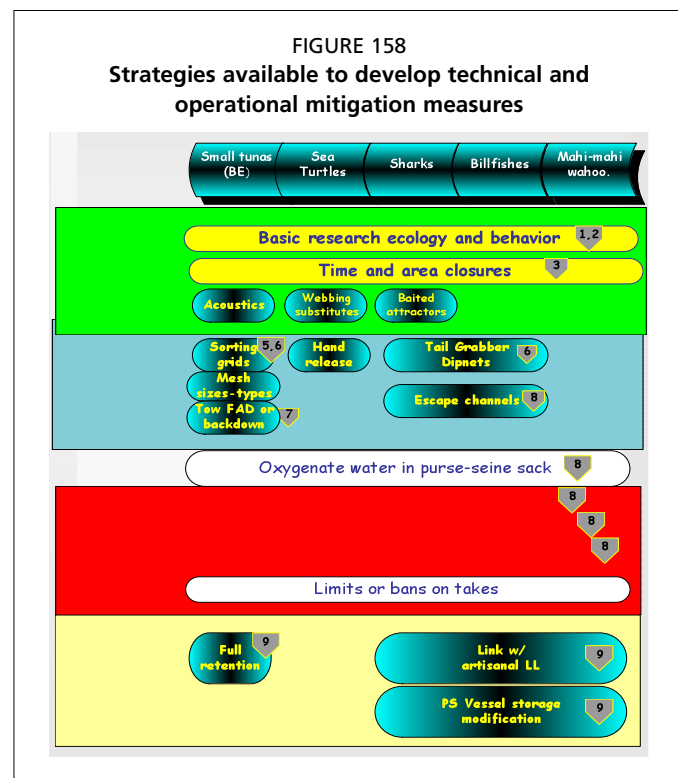 FIGURE 158
Strategies available to develop technical and
operational mitigation measures
Small tunas
(BE)
Sea
Turtles
Sharks
Billfishes
Mahi-mahi
wahoo.
Basic research ecology and behavior
1,2
Time and area closures
3
Acoustics
Webbing
substitutes
Baited
attractors
Sorting
grids
5,6
Hand
release
Tail Grabber
Dipnets
6
Mesh
sizes-types
Tow FAD or
backdown
7
Escape channels
8
Oxygenate water in purse-seine sack
8
8
8
8
Limits or bans on takes
Full
retention
9
Link w/
artisanal LL
9
PS Vessel storage
modification
9